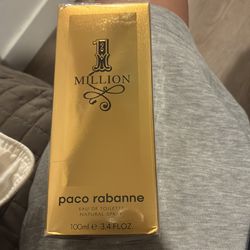 1
MILLION
paco rabanne
EAU DE TOILETTE
NATURAL SPRAY
100ml e 3.4 FL.OZ.